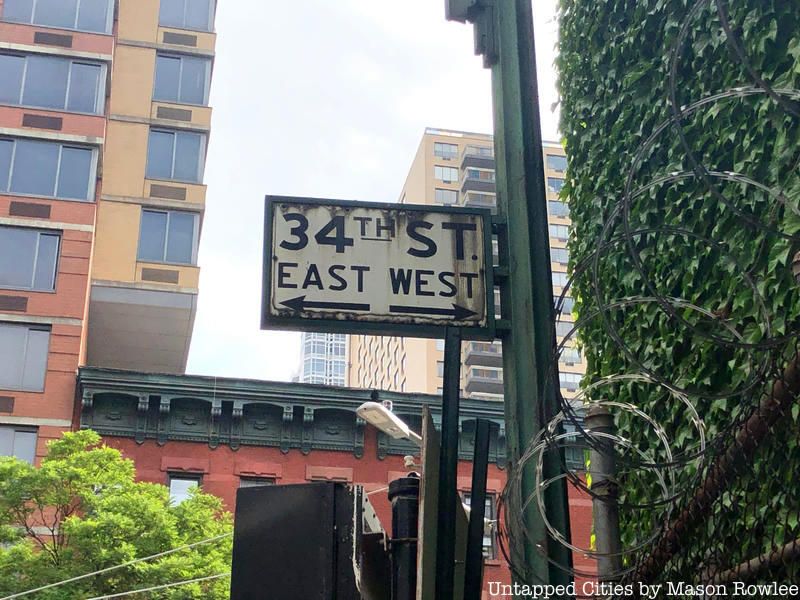 34TH ST.
EAST WEST
Untapped Cities by Mason Rowlee